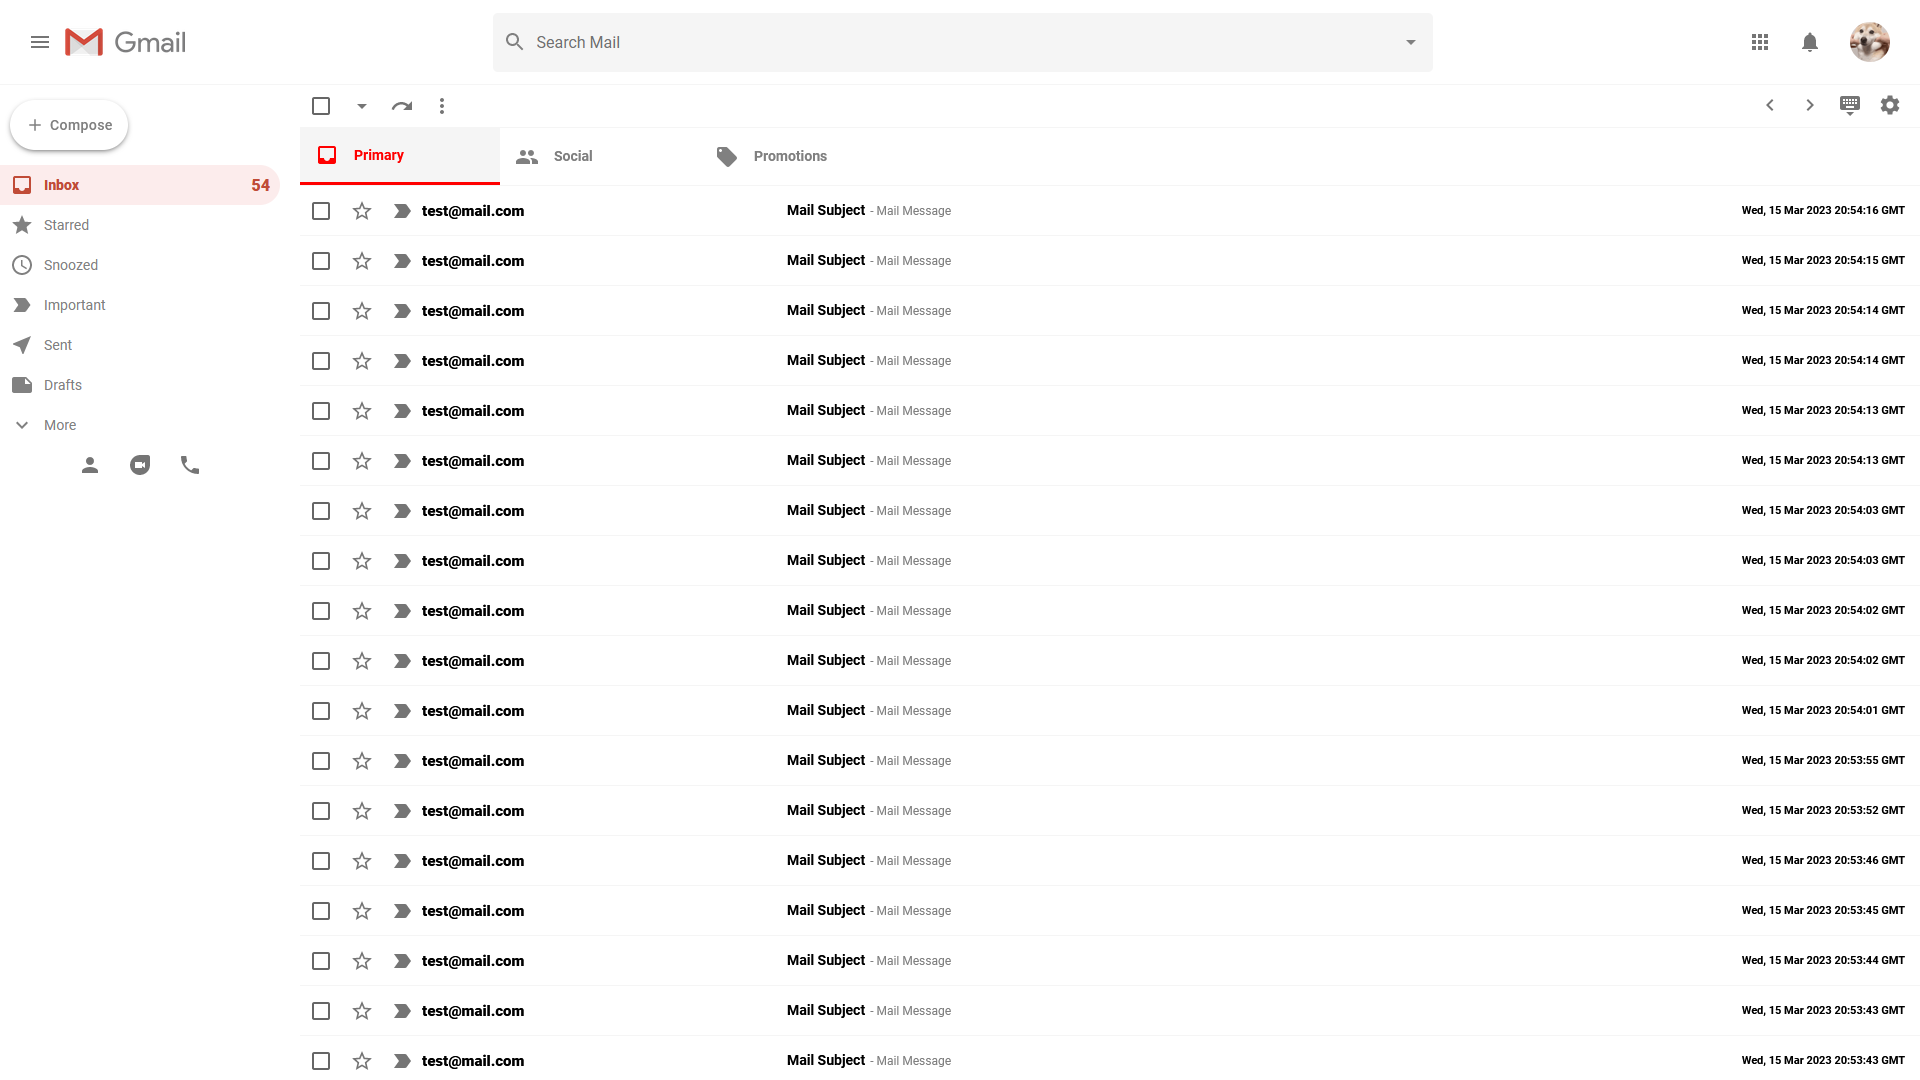 Gmail
Search Mail
Compose
Inbox 54
Starred
Snoozed
Important
Sent
Drafts
More
Primary Social Promotions
test@mail.com Mail Subject - Mail Message Wed, 15 Mar 2023 20:54:16 GMT
test@mail.com Mail Subject - Mail Message Wed, 15 Mar 2023 20:54:15 GMT
test@mail.com Mail Subject - Mail Message Wed, 15 Mar 2023 20:54:14 GMT
test@mail.com Mail Subject - Mail Message Wed, 15 Mar 2023 20:54:14 GMT
test@mail.com Mail Subject - Mail Message Wed, 15 Mar 2023 20:54:13 GMT
test@mail.com Mail Subject - Mail Message Wed, 15 Mar 2023 20:54:13 GMT
test@mail.com Mail Subject - Mail Message Wed, 15 Mar 2023 20:54:03 GMT
test@mail.com Mail Subject - Mail Message Wed, 15 Mar 2023 20:54:03 GMT
test@mail.com Mail Subject - Mail Message Wed, 15 Mar 2023 20:54:02 GMT
test@mail.com Mail Subject - Mail Message Wed, 15 Mar 2023 20:54:02 GMT
test@mail.com Mail Subject - Mail Message Wed, 15 Mar 2023 20:54:01 GMT
test@mail.com Mail Subject - Mail Message Wed, 15 Mar 2023 20:53:55 GMT
test@mail.com Mail Subject - Mail Message Wed, 15 Mar 2023 20:53:52 GMT
test@mail.com Mail Subject - Mail Message Wed, 15 Mar 2023 20:53:46 GMT
test@mail.com Mail Subject - Mail Message Wed, 15 Mar 2023 20:53:45 GMT
test@mail.com Mail Subject - Mail Message Wed, 15 Mar 2023 20:53:44 GMT
test@mail.com Mail Subject - Mail Message Wed, 15 Mar 2023 20:53:43 GMT
test@mail.com Mail Subject - Mail Message Wed, 15 Mar 2023 20:53:43 GMT